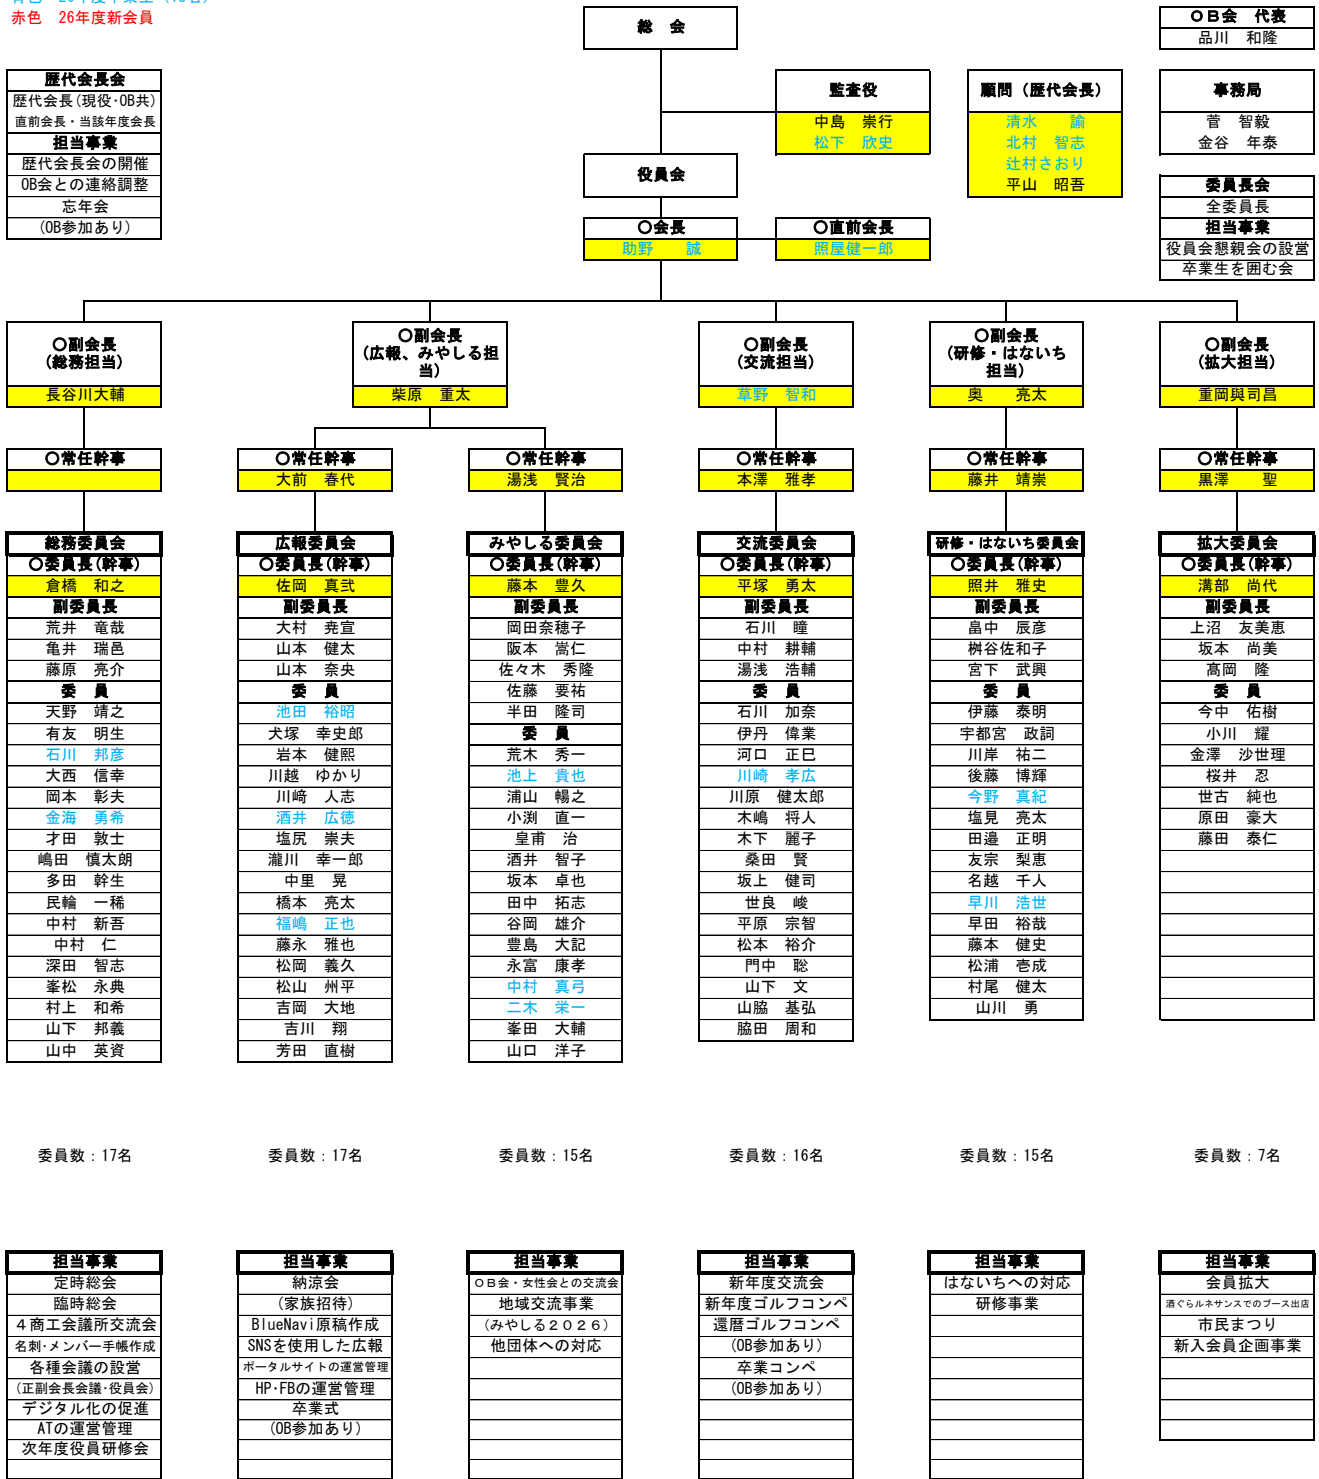 赤色　26年度新会員
総　会
ＯＢ会　代表
品川　和隆
歴代会長会
歴代会長(現役･OB共)
直前会長・当該年度会長
担当事業
歴代会長会の開催
OB会との連絡調整
忘年会
(OB参加あり)
監査役
中島　崇行
松下　欣史
顧問（歴代会長）
清水　　諭
北村　智志
辻村さおり
平山　昭吾
事務局
菅　智毅
金谷　年泰
役員会
委員長会
全委員長
担当事業
役員会懇親会の設営
卒業生を囲む会
〇会長
助野　　誠
〇直前会長
照屋健一郎
〇副会長
(総務担当)
長谷川大輔
〇副会長
(広報、みやしる担
当)
柴原　重太
〇副会長
(交流担当)
草野　智和
〇副会長
(研修・はないち
担当)
奥　　亮太
〇副会長
(拡大担当)
重岡與司昌
〇常任幹事
〇常任幹事
大前　春代
〇常任幹事
湯浅　賢治
〇常任幹事
本澤　雅孝
〇常任幹事
藤井　靖崇
〇常任幹事
黒澤　　聖
総務委員会
〇委員長(幹事)
倉橋　和之
副委員長
荒井　竜哉
亀井　瑞邑
藤原　亮介
委　員
天野　靖之
有友　明生
石川　邦彦
大西　信幸
岡本　彰夫
金海　勇希
才田　敦士
嶋田　慎太朗
多田　幹生
民輪　一稀
中村　新吾
中村　仁
深田　智志
峯松　永典
村上　和希
山下　邦義
山中　英資
広報委員会
〇委員長(幹事)
佐岡　真弐
副委員長
大村　尭宣
山本　健太
山本　奈央
委　員
池田　裕昭
犬塚　幸史郎
岩本　健熙
川越　ゆかり
川﨑　人志
酒井　広徳
塩尻　崇夫
瀧川　幸一郎
中里　晃
橋本　亮太
福嶋　正也
藤永　雅也
松岡　義久
松山　州平
吉岡　大地
吉川　翔
芳田　直樹
みやしる委員会
〇委員長(幹事)
藤本　豊久
副委員長
岡田奈穂子
阪本　嵩仁
佐々木　秀隆
佐藤　要祐
半田　隆司
委　員
荒木　秀一
池上　貴也
浦山　暢之
小渕　直一
皇甫　治
酒井　智子
坂本　卓也
田中　拓志
谷岡　雄介
豊島　大記
永富　康孝
中村　真弓
二木　栄一
峯田　大輔
山口　洋子
交流委員会
〇委員長(幹事)
平塚　勇太
副委員長
石川　瞳
中村　耕輔
湯浅　浩輔
委　員
石川　加奈
伊丹　偉業
河口　正巳
川崎　孝広
川原　健太郎
木嶋　将人
木下　麗子
桑田　賢
坂上　健司
世良　峻
平原　宗智
松本　裕介
門中　聡
山下　文
山脇　基弘
脇田　周和
研修・はないち委員会
〇委員長(幹事)
照井　雅史
副委員長
畠中　辰彦
桝谷佐和子
宮下　武興
委　員
伊藤　泰明
宇都宮　政詞
川岸　祐二
後藤　博輝
今野　真紀
塩見　亮太
田邉　正明
友宗　梨恵
名越　千人
早川　浩世
早田　裕哉
藤本　健史
松浦　壱成
村尾　健太
山川　勇
拡大委員会
〇委員長(幹事)
溝部　尚代
副委員長
上沼　友美恵
坂本　尚美
髙岡　隆
委　員
今中　佑樹
小川　耀
金澤　沙世理
桜井　忍
世古　純也
原田　豪大
藤田　泰仁
委員数：17名
委員数：17名
委員数：15名
委員数：16名
委員数：15名
委員数：7名
担当事業
定時総会
臨時総会
４商工会議所交流会
名刺･メンバー手帳作成
各種会議の設営
(正副会長会議･役員会)
デジタル化の促進
ATの運営管理
次年度役員研修会
担当事業
納涼会
(家族招待)
BlueNavi原稿作成
SNSを使用した広報
ポータルサイトの運営管理
HP･FBの運営管理
卒業式
(OB参加あり)
担当事業
ＯＢ会・女性会との交流会
地域交流事業
(みやしる２０２６)
他団体への対応
担当事業
新年度交流会
新年度ゴルフコンペ
還暦ゴルフコンペ
(OB参加あり)
卒業コンペ
(OB参加あり)
担当事業
はないちへの対応
研修事業
担当事業
会員拡大
酒ぐらルネサンスでのブース出店
市民まつり
新入会員企画事業